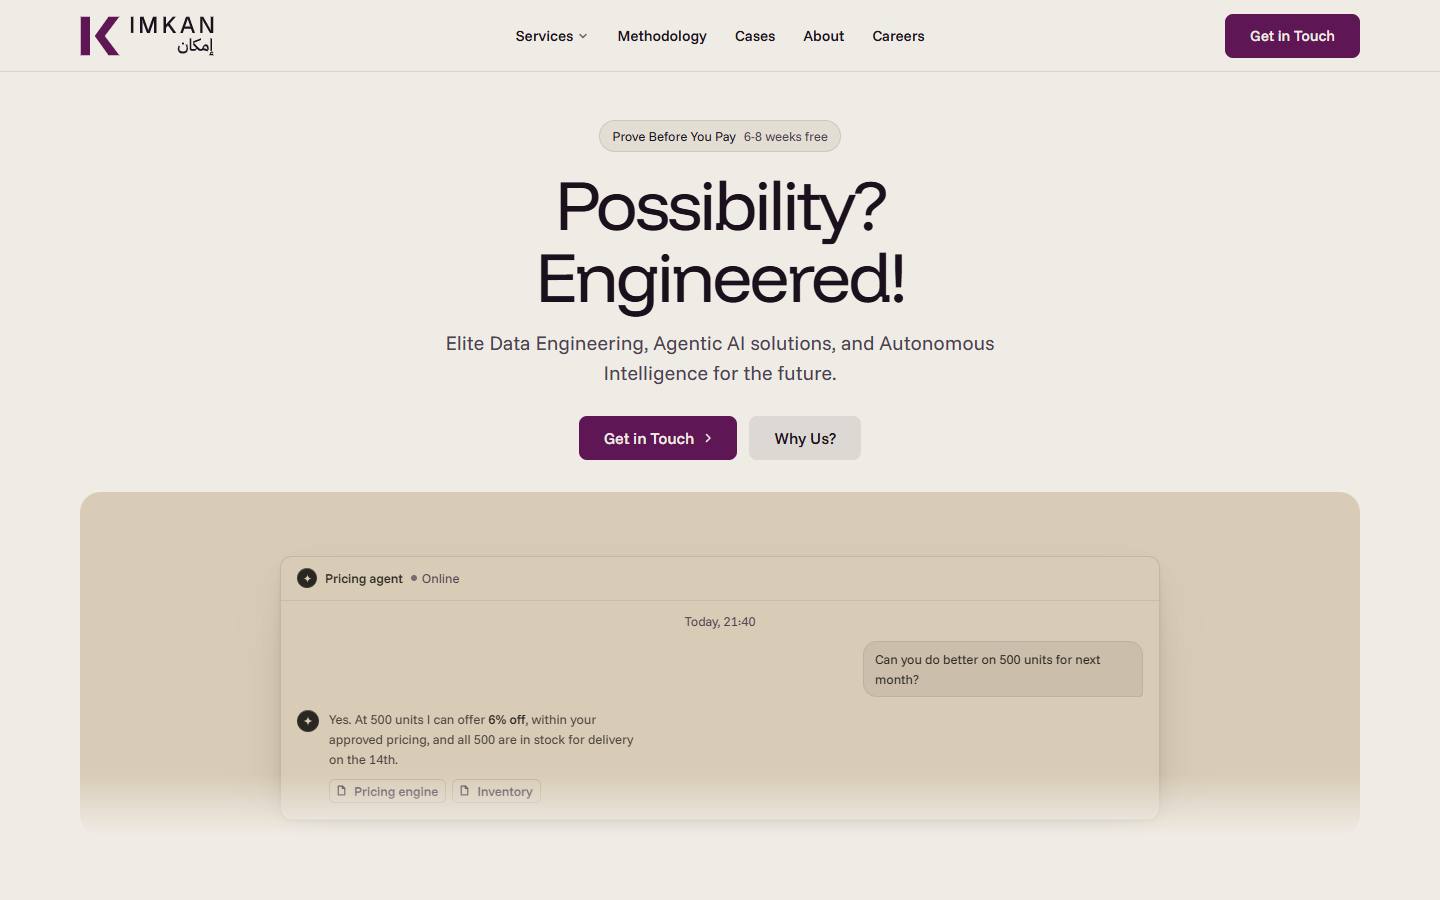 IMKAN
إمكان
Services
Methodology
Cases
About
Careers
Get in Touch
Prove Before You Pay 6-8 weeks free
Possibility?
Engineered!
Elite Data Engineering, Agentic AI solutions, and Autonomous
Intelligence for the future.
Get in Touch
Why Us?
Pricing agent
Online
Today, 21:40
Can you do better on 500 units for next
month?
Yes. At 500 units I can offer 6% off, within your
approved pricing, and all 500 are in stock for delivery
on the 14th.
Pricing engine
Inventory